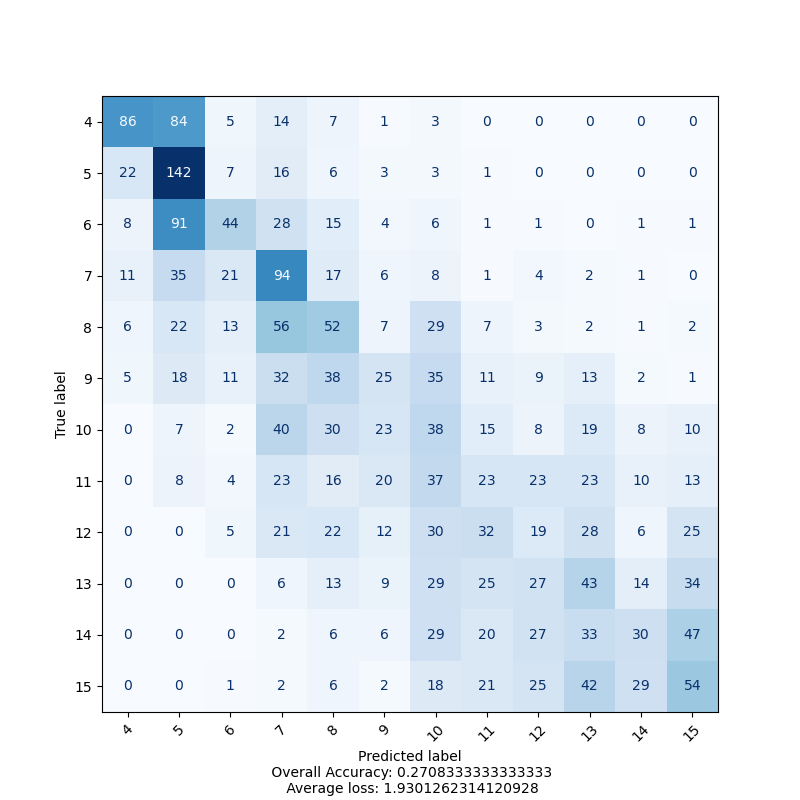 4 86 84 5 14 7 1 3 0 0 0 0 0
5 22 142 7 16 6 3 3 1 0 0 0 0
6 8 91 44 28 15 4 6 1 1 0 1 1
7 11 35 21 94 17 6 8 1 4 2 1 0
8 6 22 13 56 52 7 29 7 3 2 1 2
9 5 18 11 32 38 25 35 11 9 13 2 1
True label
10 0 7 2 40 30 23 38 15 8 19 8 10
11 0 8 4 23 16 20 37 23 23 23 10 13
12 0 0 5 21 22 12 30 32 19 28 6 25
13 0 0 0 6 13 9 29 25 27 43 14 34
14 0 0 0 2 6 6 29 20 27 33 30 47
15 0 0 1 2 6 2 18 21 25 42 29 54
4 5 6 7 8 9 10 11 12 13 14 15
Predicted label
Overall Accuracy: 0.2708333333333333
Average loss: 1.9301262314120928